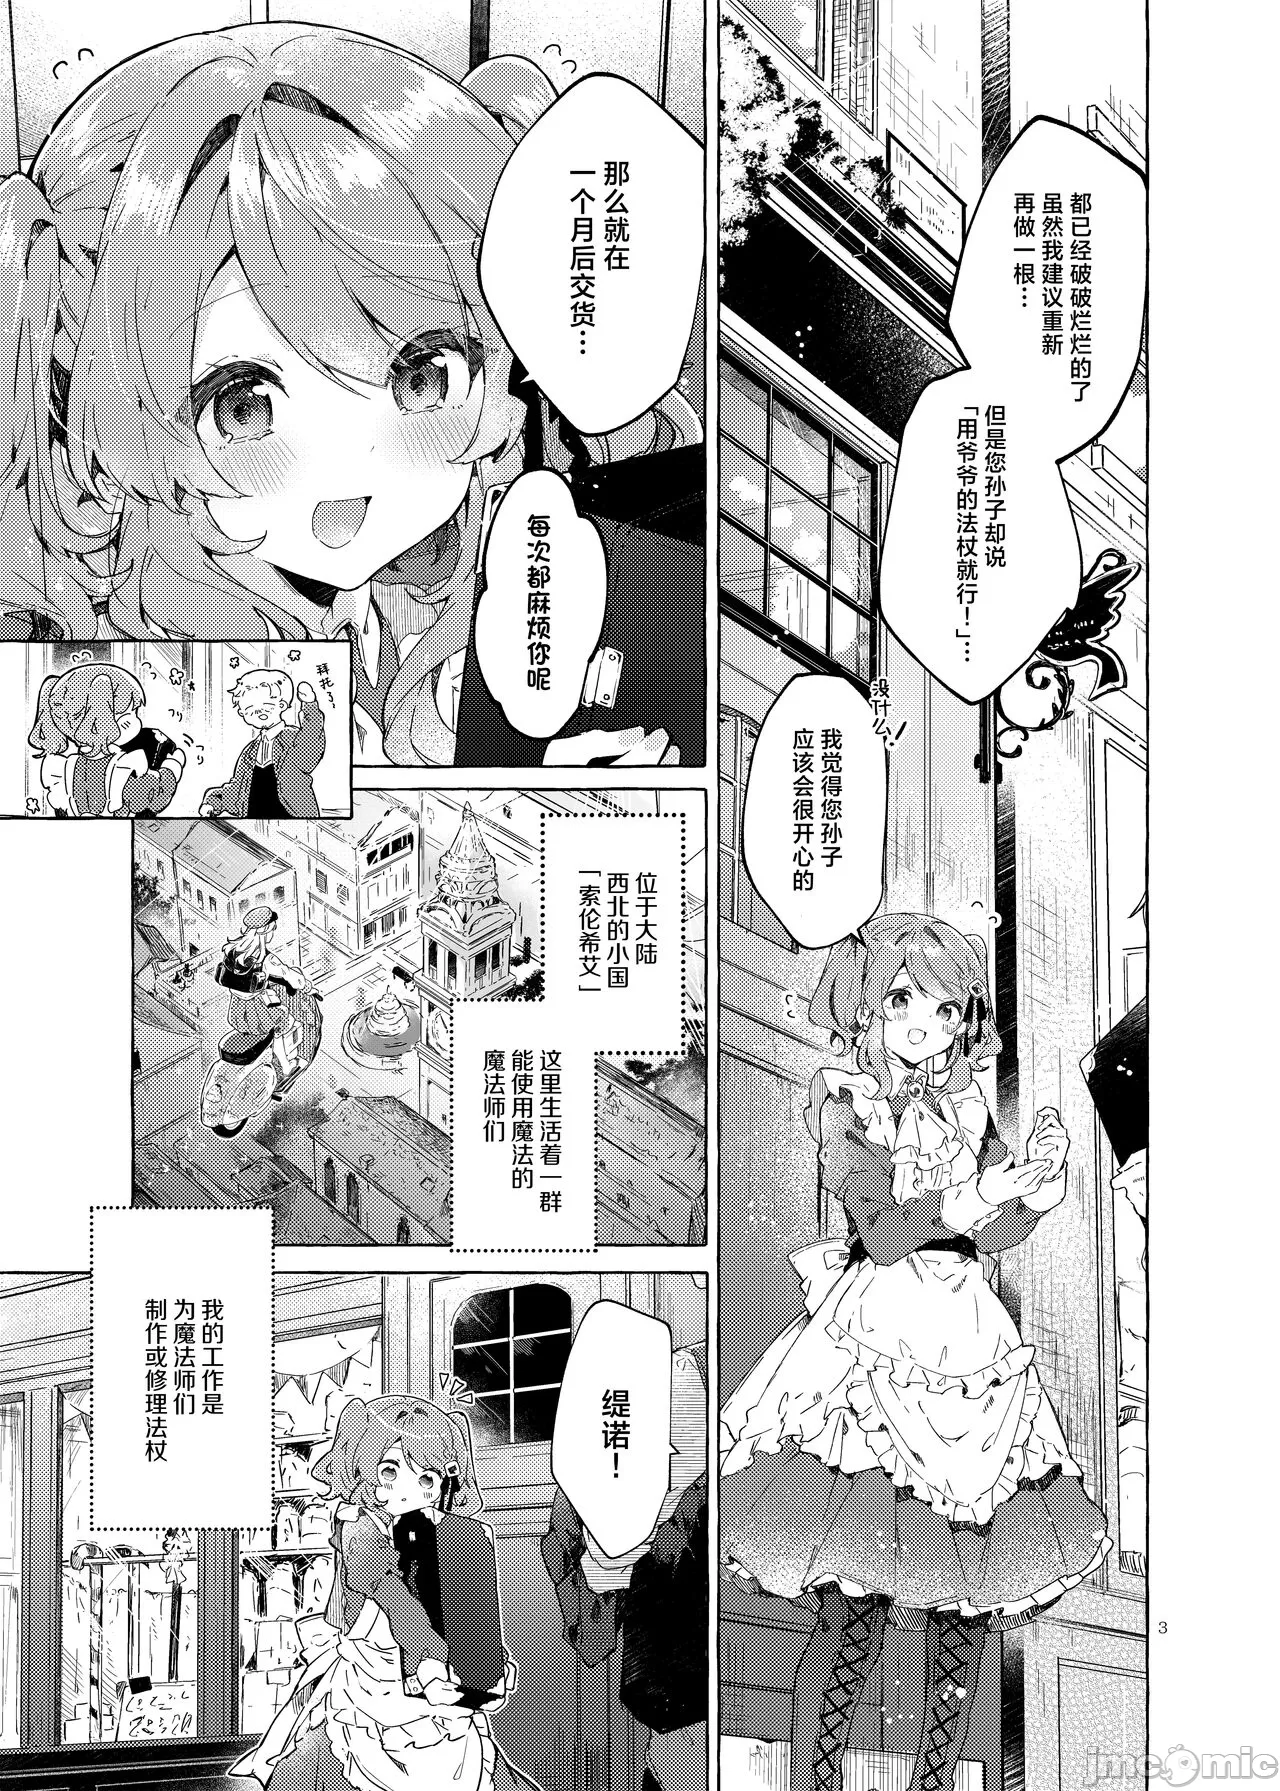 都已经破破烂烂的了
虽然我建议重新
再做一根…
但是您孙子却说
「用爷爷的法杖就行！」…
没什么！
我觉得您孙子
应该会很开心的
那么就在
一个月后交货…
每次都麻烦你呢
拜托了~
位于大陆
西北的小国
「索伦希艾」
这里生活着一群
能使用魔法的
魔法师们
缇诺！
我的工作是
为魔法师们
制作或修理法杖
3
jmcomic